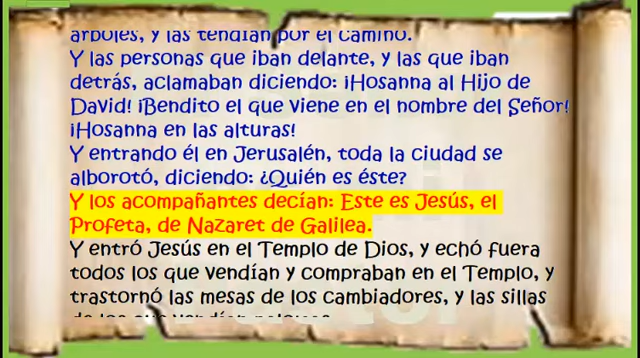 árboles, y las tendían por el camino.
Y las personas que iban delante, y las que iban
detrás, aclamaban diciendo: ¡Hosanna al Hijo de
David! ¡Bendito el que viene en el nombre del Señor!
¡Hosanna en las alturas!
Y entrando él en Jerusalén, toda la ciudad se
alborotó, diciendo: ¿Quién es éste?
Y los acompañantes decían: Este es Jesús, el
Profeta, de Nazaret de Galilea.
Y entró Jesús en el Templo de Dios, y echó fuera
todos los que vendían y compraban en el Templo, y
trastornó las mesas de los cambiadores, y las sillas